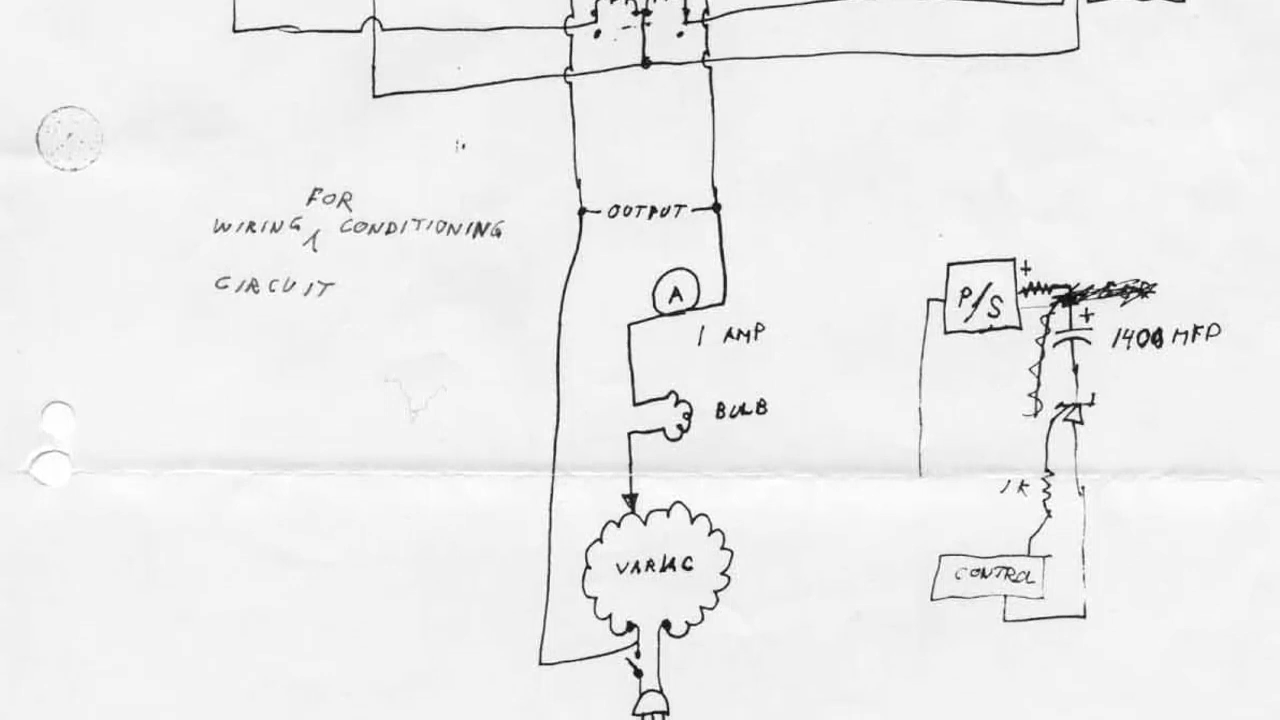 FOR
WIRING CONDITIONING
CIRCUIT
OUTPUT
A
1 AMP
BULB
VARIAC
P/S
+
+
1400 MFD
1K
CONTROL